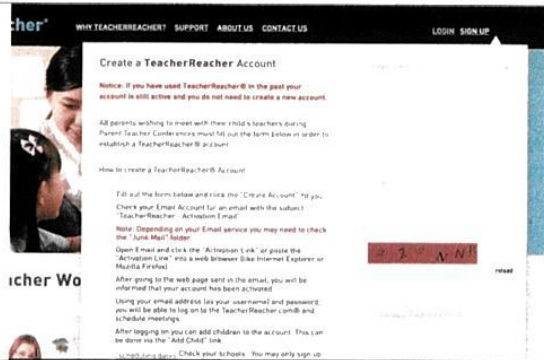 cher®
WHY TEACHERREACHER?
SUPPORT
ABOUT US
CONTACT US
LOGIN
SIGN UP
Create a TeacherReacher Account
Notice: If you have used TeacherReacher® in the past your
account is still active and you do not need to create a new account.
All parents wishing to meet with their child's teachers during
Parent Teacher Conferences must fill out the form below in order to
establish a TeacherReacher® account
How to create a TeacherReacher® Account
Fill out the form below and click the "Create Account"
Check your Email Account for an email with the subject
"TeacherReacher - Activation Email"
Note: Depending on your Email service you may need to check
the "Junk Mail" folder
Open Email and click the "Activation Link" or paste the
"Activation Link" into a web browser (like Internet Explorer or
Mozilla Firefox)
After going to the web page sent in the email, you will be
informed that your account has been activated
Using your email address (as your username) and password,
you will be able to log on to the TeacherReacher.com® and
schedule meetings.
After logging on you can add children to the account. This can
be done via the "Add Child" link
scheduling dates Check your schools. You may only sign up
reload
acher Wo